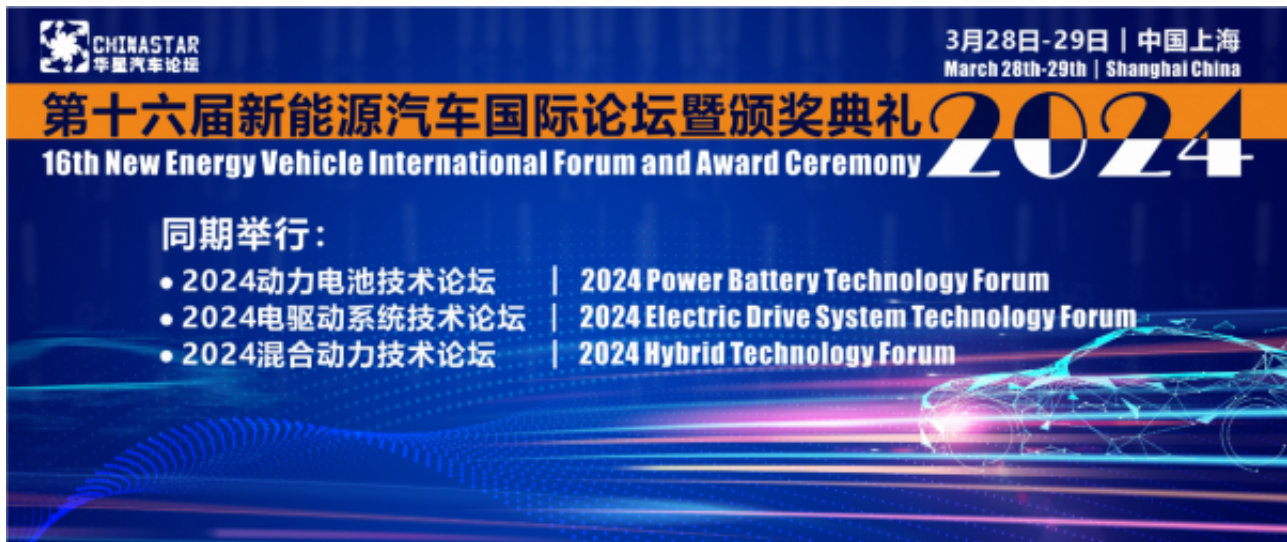 CHINASTAR
华星汽车论坛
3月28日-29日 | 中国上海
March 28th-29th | Shanghai China
第十六届新能源汽车国际论坛暨颁奖典礼 2024
16th New Energy Vehicle International Forum and Award Ceremony
同期举行：
• 2024动力电池技术论坛 | 2024 Power Battery Technology Forum
• 2024电驱动系统技术论坛 | 2024 Electric Drive System Technology Forum
• 2024混合动力技术论坛 | 2024 Hybrid Technology Forum